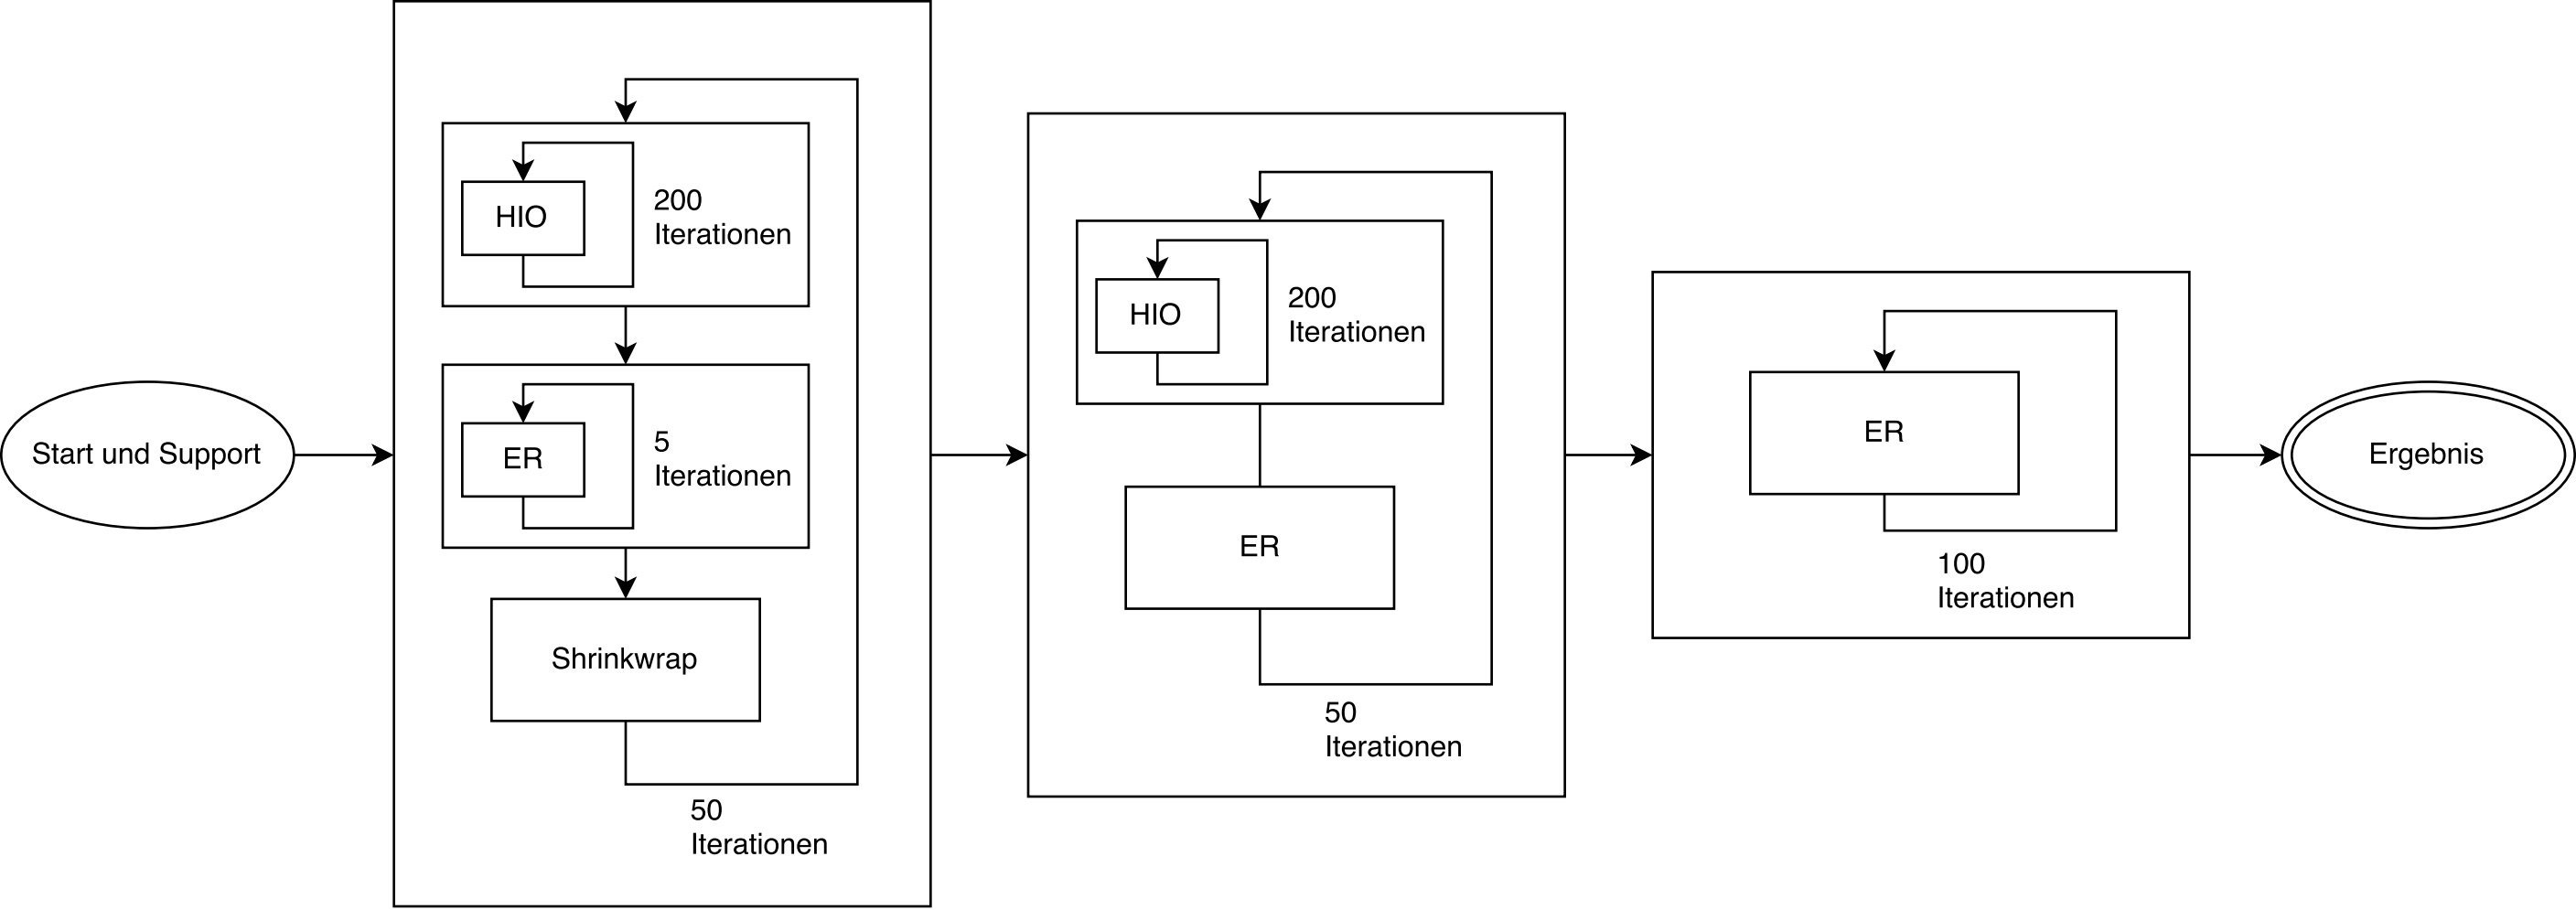 Start und Support
HIO
200
Iterationen
ER
5
Iterationen
Shrinkwrap
50
Iterationen
HIO
200
Iterationen
ER
50
Iterationen
ER
100
Iterationen
Ergebnis